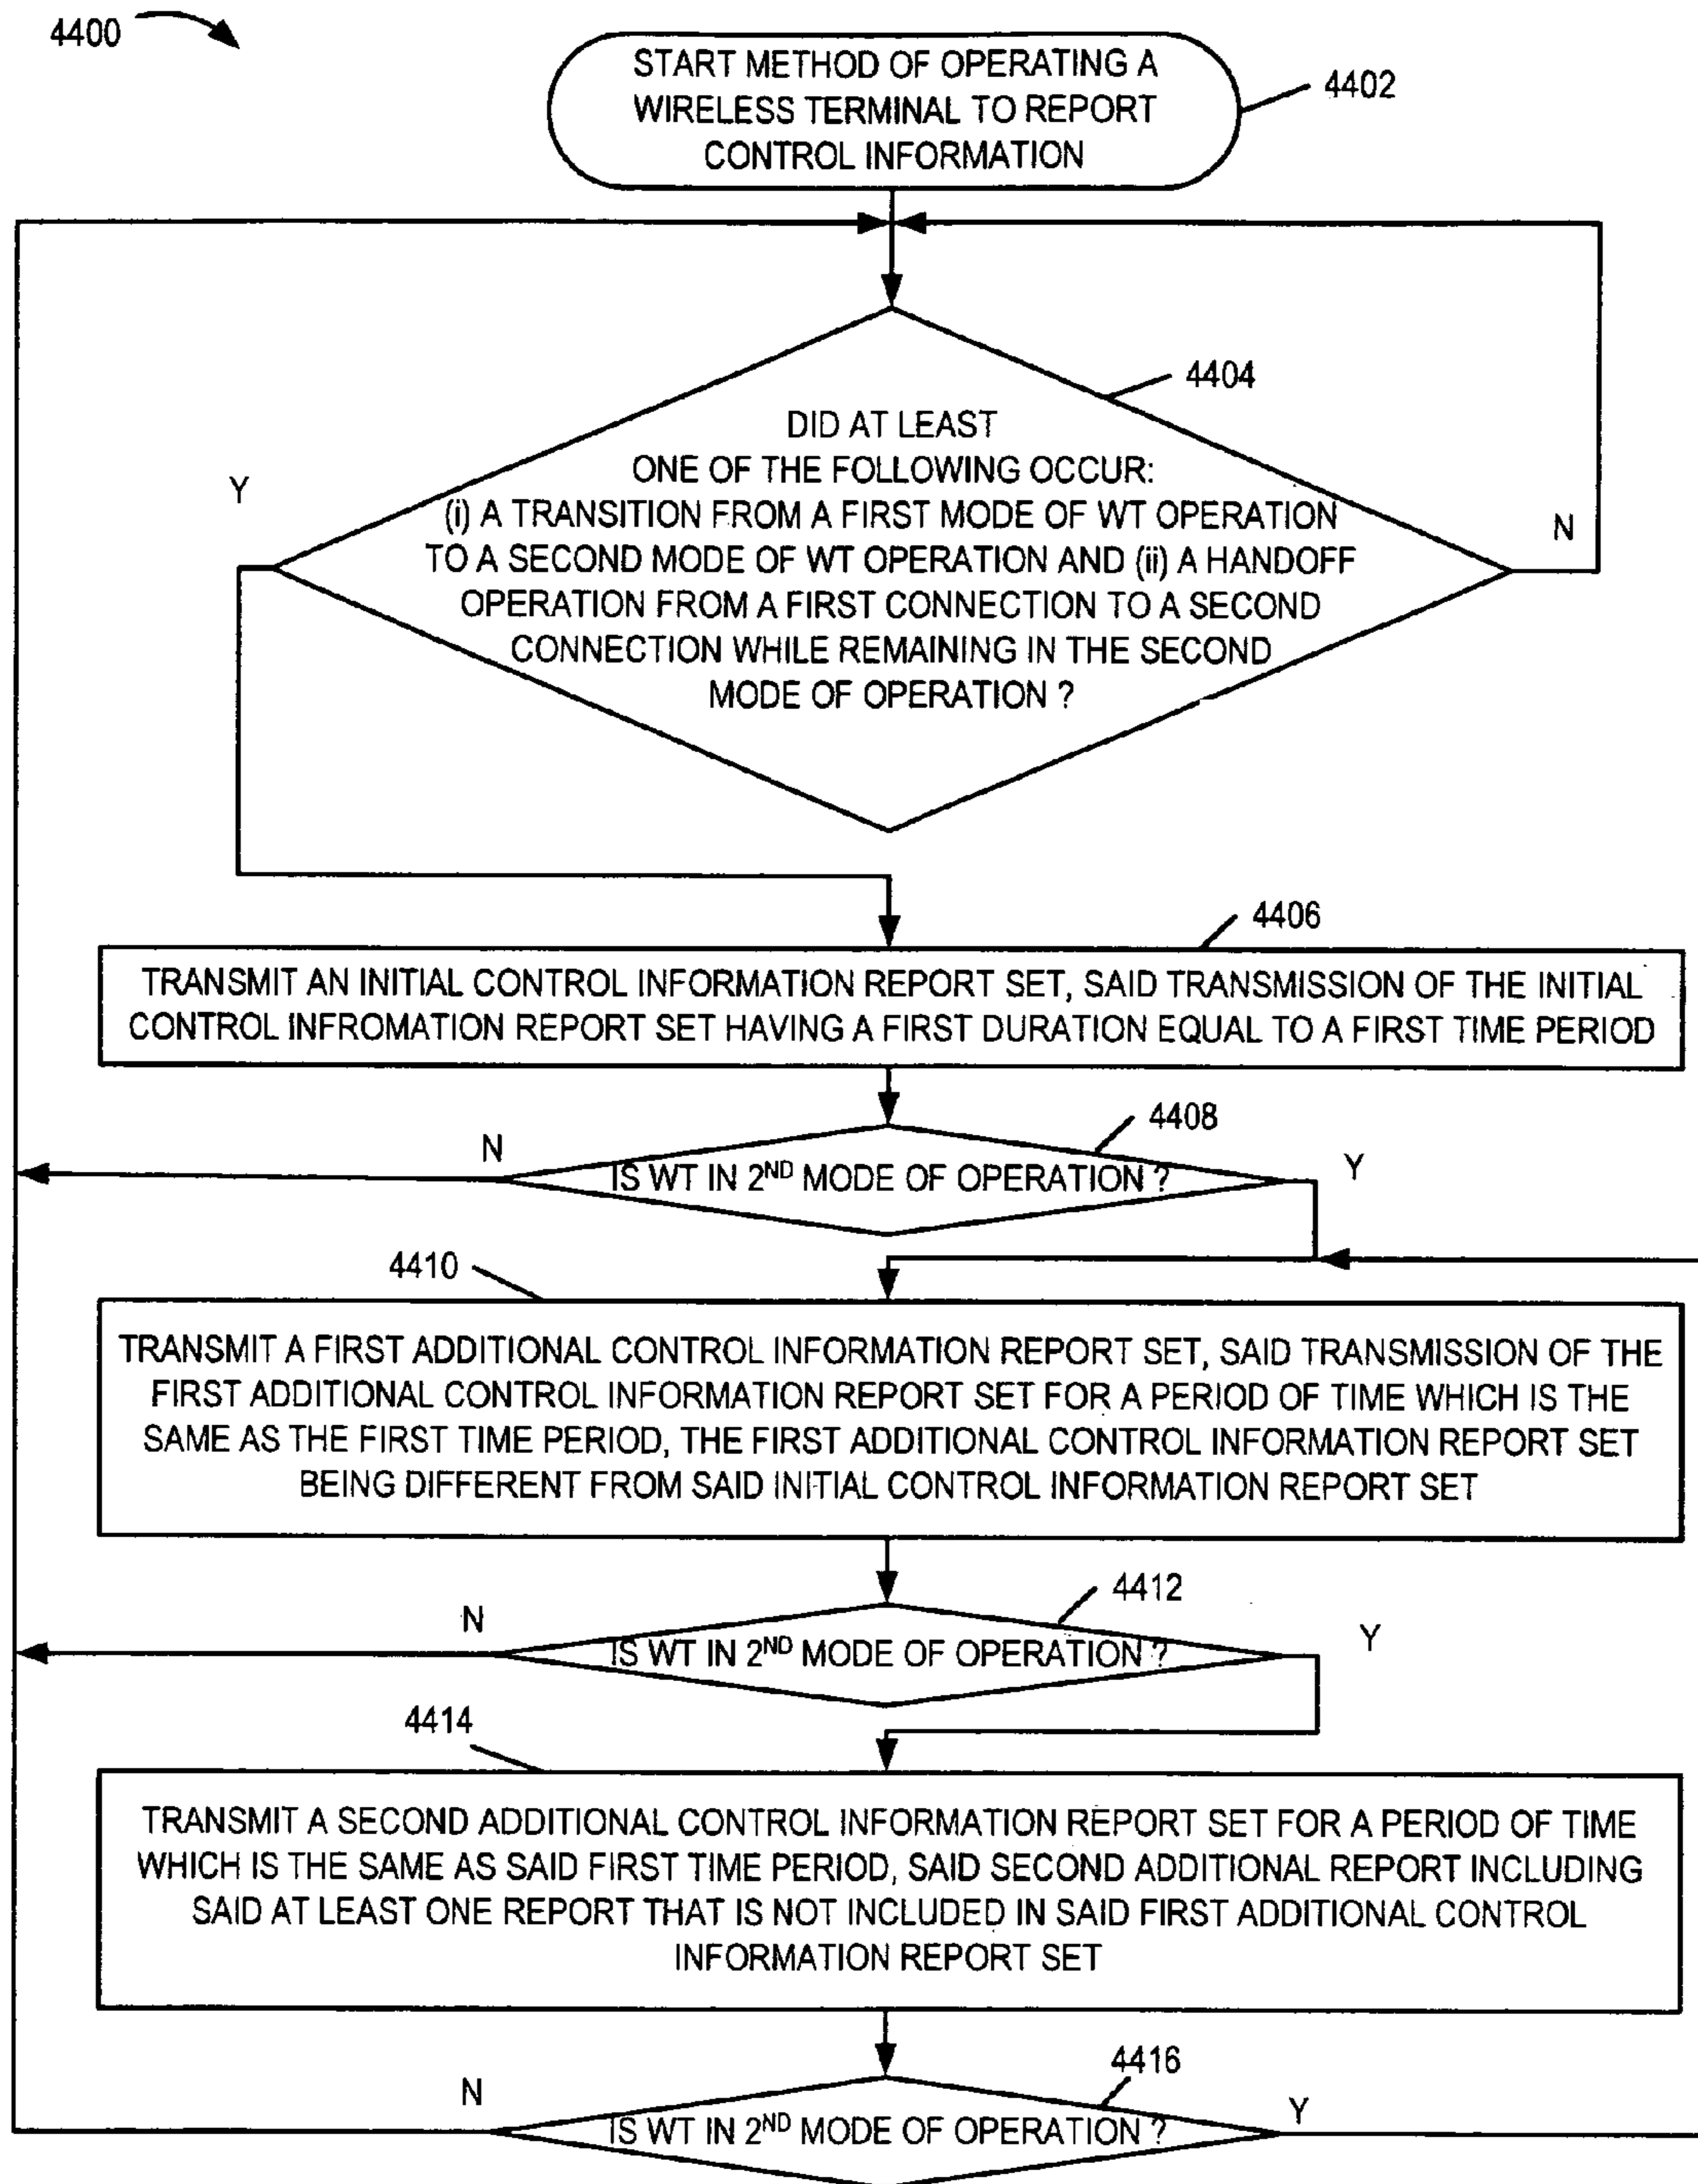 4400
START METHOD OF OPERATING A
WIRELESS TERMINAL TO REPORT
CONTROL INFORMATION
4402
4404
DID AT LEAST
ONE OF THE FOLLOWING OCCUR:
(i) A TRANSITION FROM A FIRST MODE OF WT OPERATION
TO A SECOND MODE OF WT OPERATION AND (ii) A HANDOFF
OPERATION FROM A FIRST CONNECTION TO A SECOND
CONNECTION WHILE REMAINING IN THE SECOND
MODE OF OPERATION ?
Y
N
4406
TRANSMIT AN INITIAL CONTROL INFORMATION REPORT SET, SAID TRANSMISSION OF THE INITIAL
CONTROL INFROMATION REPORT SET HAVING A FIRST DURATION EQUAL TO A FIRST TIME PERIOD
4408
N
IS WT IN 2ND MODE OF OPERATION ?
Y
4410
TRANSMIT A FIRST ADDITIONAL CONTROL INFORMATION REPORT SET, SAID TRANSMISSION OF THE
FIRST ADDITIONAL CONTROL INFORMATION REPORT SET FOR A PERIOD OF TIME WHICH IS THE
SAME AS THE FIRST TIME PERIOD, THE FIRST ADDITIONAL CONTROL INFORMATION REPORT SET
BEING DIFFERENT FROM SAID INITIAL CONTROL INFORMATION REPORT SET
4412
N
IS WT IN 2ND MODE OF OPERATION ?
Y
4414
TRANSMIT A SECOND ADDITIONAL CONTROL INFORMATION REPORT SET FOR A PERIOD OF TIME
WHICH IS THE SAME AS SAID FIRST TIME PERIOD, SAID SECOND ADDITIONAL REPORT INCLUDING
SAID AT LEAST ONE REPORT THAT IS NOT INCLUDED IN SAID FIRST ADDITIONAL CONTROL
INFORMATION REPORT SET
4416
N
IS WT IN 2ND MODE OF OPERATION ?
Y